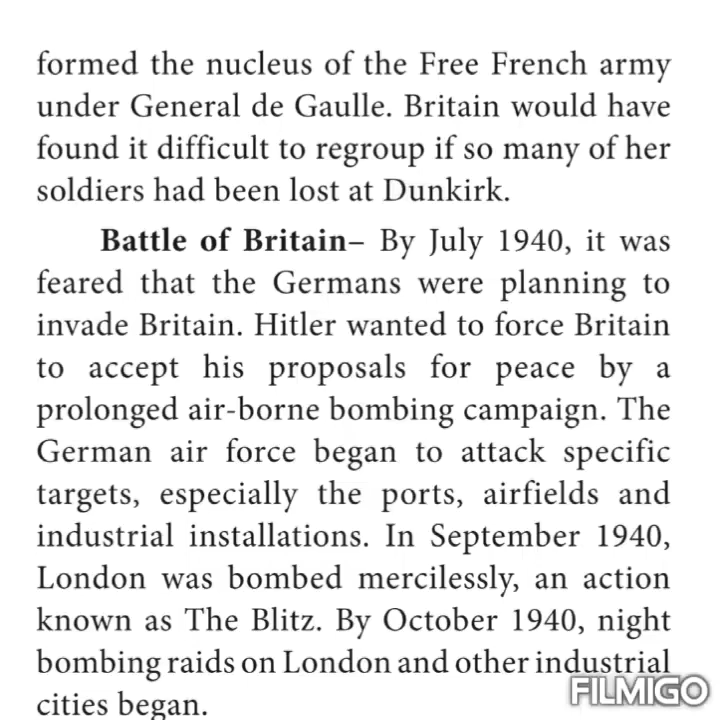 formed the nucleus of the Free French army
under General de Gaulle. Britain would have
found it difficult to regroup if so many of her
soldiers had been lost at Dunkirk.
Battle of Britain– By July 1940, it was
feared that the Germans were planning to
invade Britain. Hitler wanted to force Britain
to accept his proposals for peace by a
prolonged air-borne bombing campaign. The
German air force began to attack specific
targets, especially the ports, airfields and
industrial installations. In September 1940,
London was bombed mercilessly, an action
known as The Blitz. By October 1940, night
bombing raids on London and other industrial
cities began.
FILMIGO